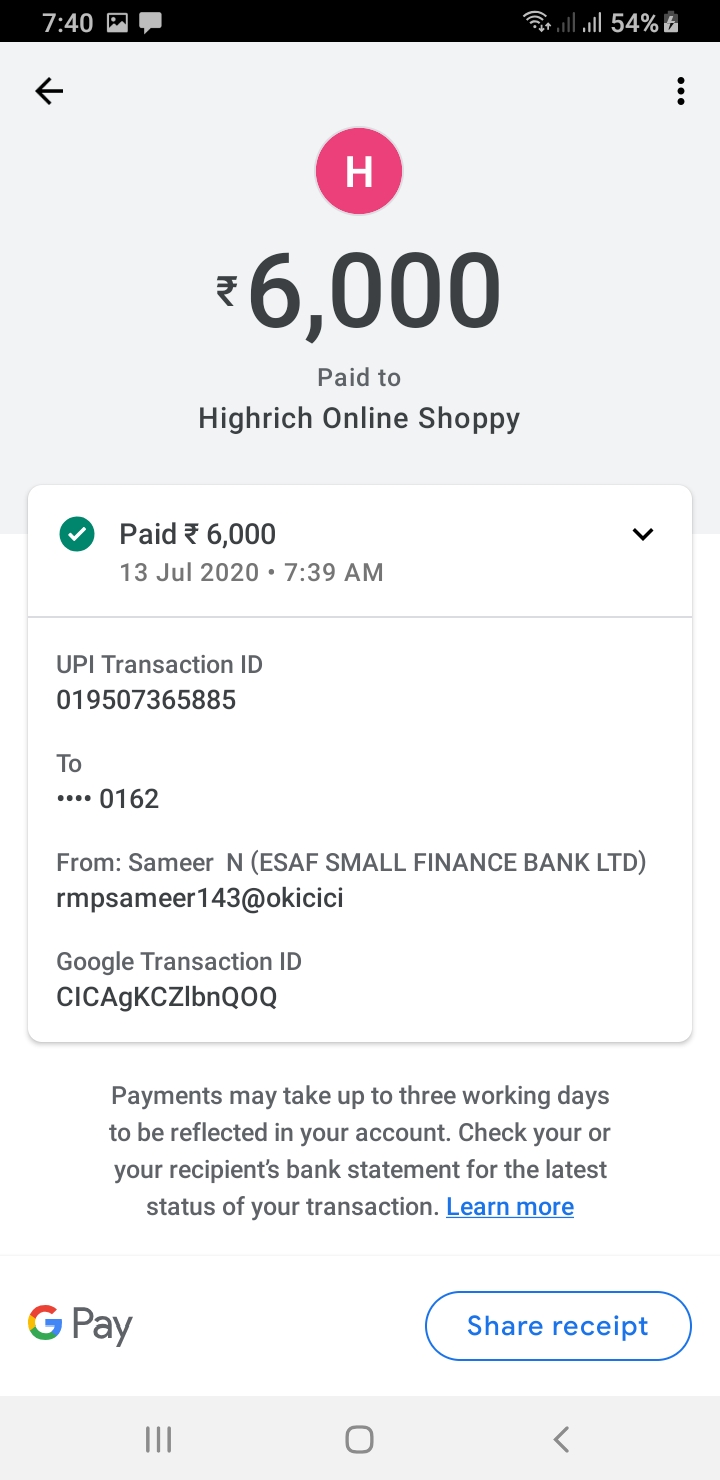 7:40 54%
H
₹6,000
Paid to
Highrich Online Shoppy
Paid ₹ 6,000
13 Jul 2020 • 7:39 AM
UPI Transaction ID
019507365885
To
•••• 0162
From: Sameer  N (ESAF SMALL FINANCE BANK LTD)
rmpsameer143@okicici
Google Transaction ID
CICAgKCZlbnQOQ
Payments may take up to three working days
to be reflected in your account. Check your or
your recipient's bank statement for the latest
status of your transaction. Learn more
G Pay
Share receipt